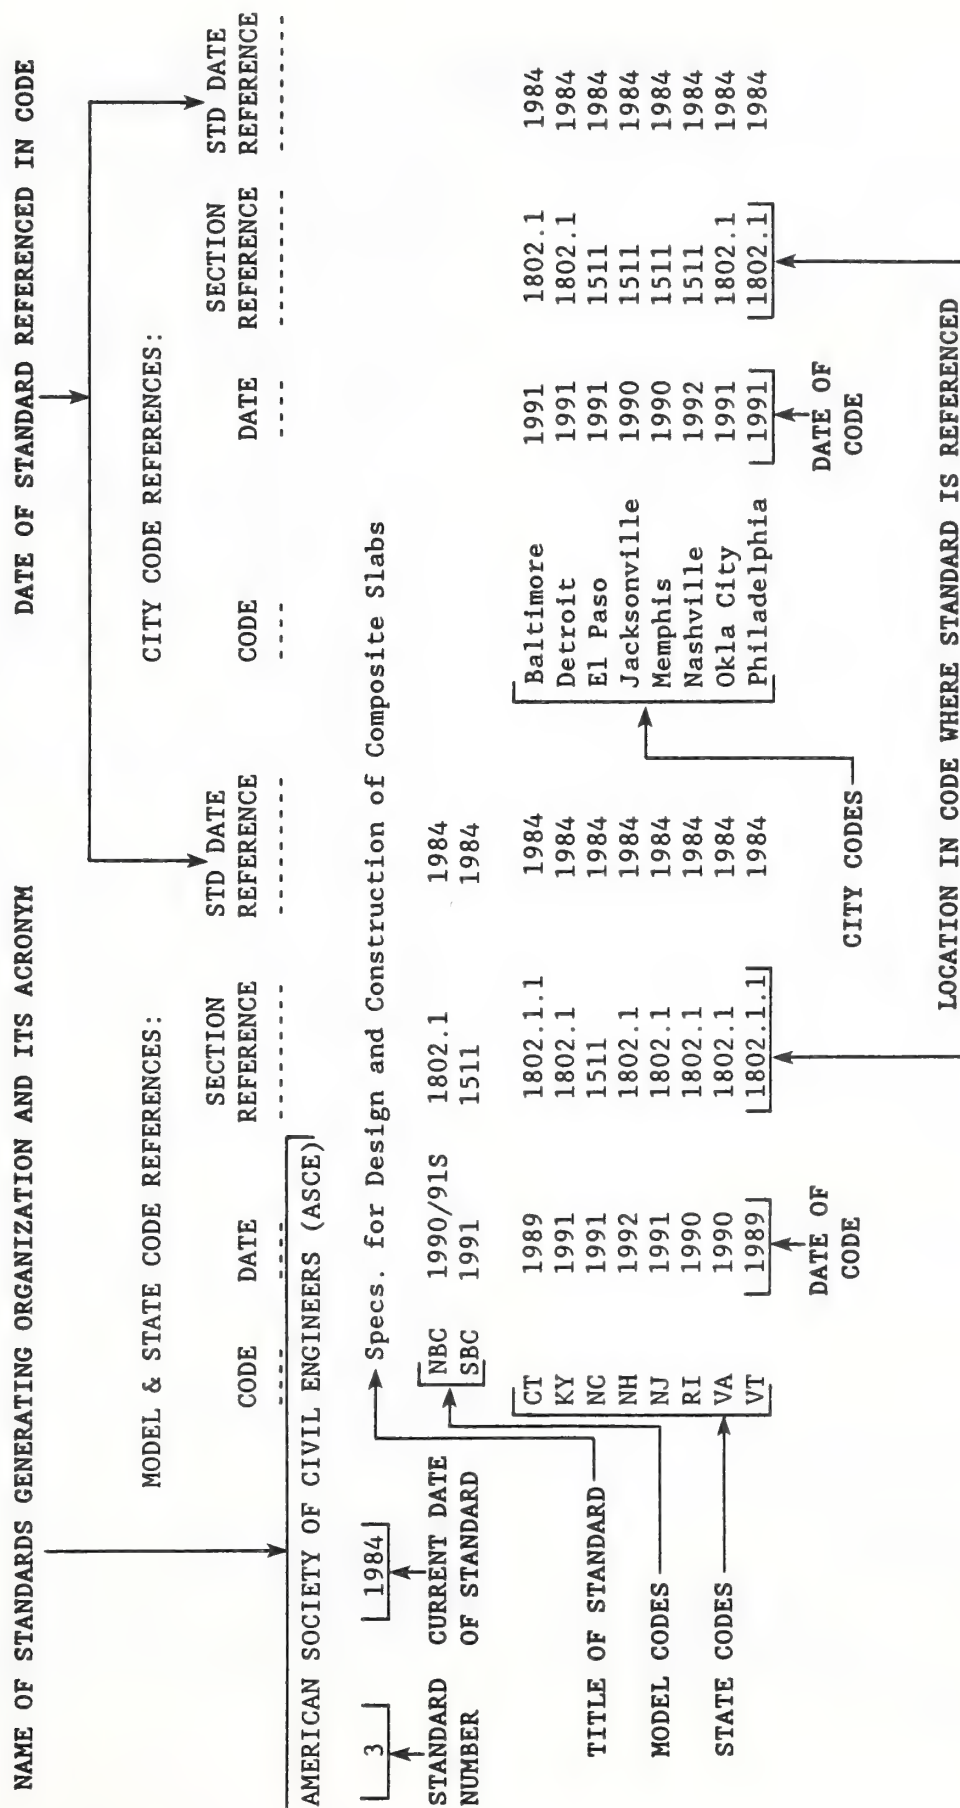 NAME OF STANDARDS GENERATING ORGANIZATION AND ITS ACRONYM DATE OF STANDARD REFERENCED IN CODE
MODEL & STATE CODE REFERENCES: CITY CODE REFERENCES:
SECTION STD DATE SECTION STD DATE
CODE DATE REFERENCE REFERENCE CODE DATE REFERENCE REFERENCE
---- ---- --------- --------- ---- ---- --------- ---------
AMERICAN SOCIETY OF CIVIL ENGINEERS (ASCE)
3 1984 Specs. for Design and Construction of Composite Slabs
STANDARD CURRENT DATE NBC 1990/91S 1802.1 1984
NUMBER OF STANDARD SBC 1991 1511 1984
CT 1989 1802.1.1 1984 Baltimore 1991 1802.1 1984
KY 1991 1802.1 1984 Detroit 1991 1802.1 1984
TITLE OF STANDARD NC 1991 1511 1984 El Paso 1991 1511 1984
NH 1992 1802.1 1984 Jacksonville 1990 1511 1984
MODEL CODES NJ 1991 1802.1 1984 Memphis 1990 1511 1984
RI 1990 1802.1 1984 Nashville 1992 1511 1984
STATE CODES VA 1990 1802.1 1984 Okla City 1991 1802.1 1984
VT 1989 1802.1.1 1984 Philadelphia 1991 1802.1 1984
DATE OF DATE OF
CODE CITY CODES CODE
LOCATION IN CODE WHERE STANDARD IS REFERENCED